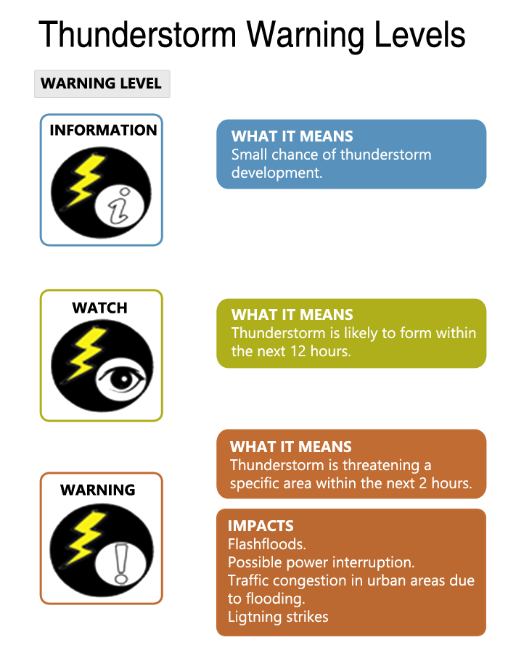 Thunderstorm Warning Levels
WARNING LEVEL
INFORMATION
i
WHAT IT MEANS
Small chance of thunderstorm
development.
WATCH
WHAT IT MEANS
Thunderstorm is likely to form within
the next 12 hours.
WARNING
!
WHAT IT MEANS
Thunderstorm is threatening a
specific area within the next 2 hours.
IMPACTS
Flashfloods.
Possible power interruption.
Traffic congestion in urban areas due
to flooding.
Ligtning strikes